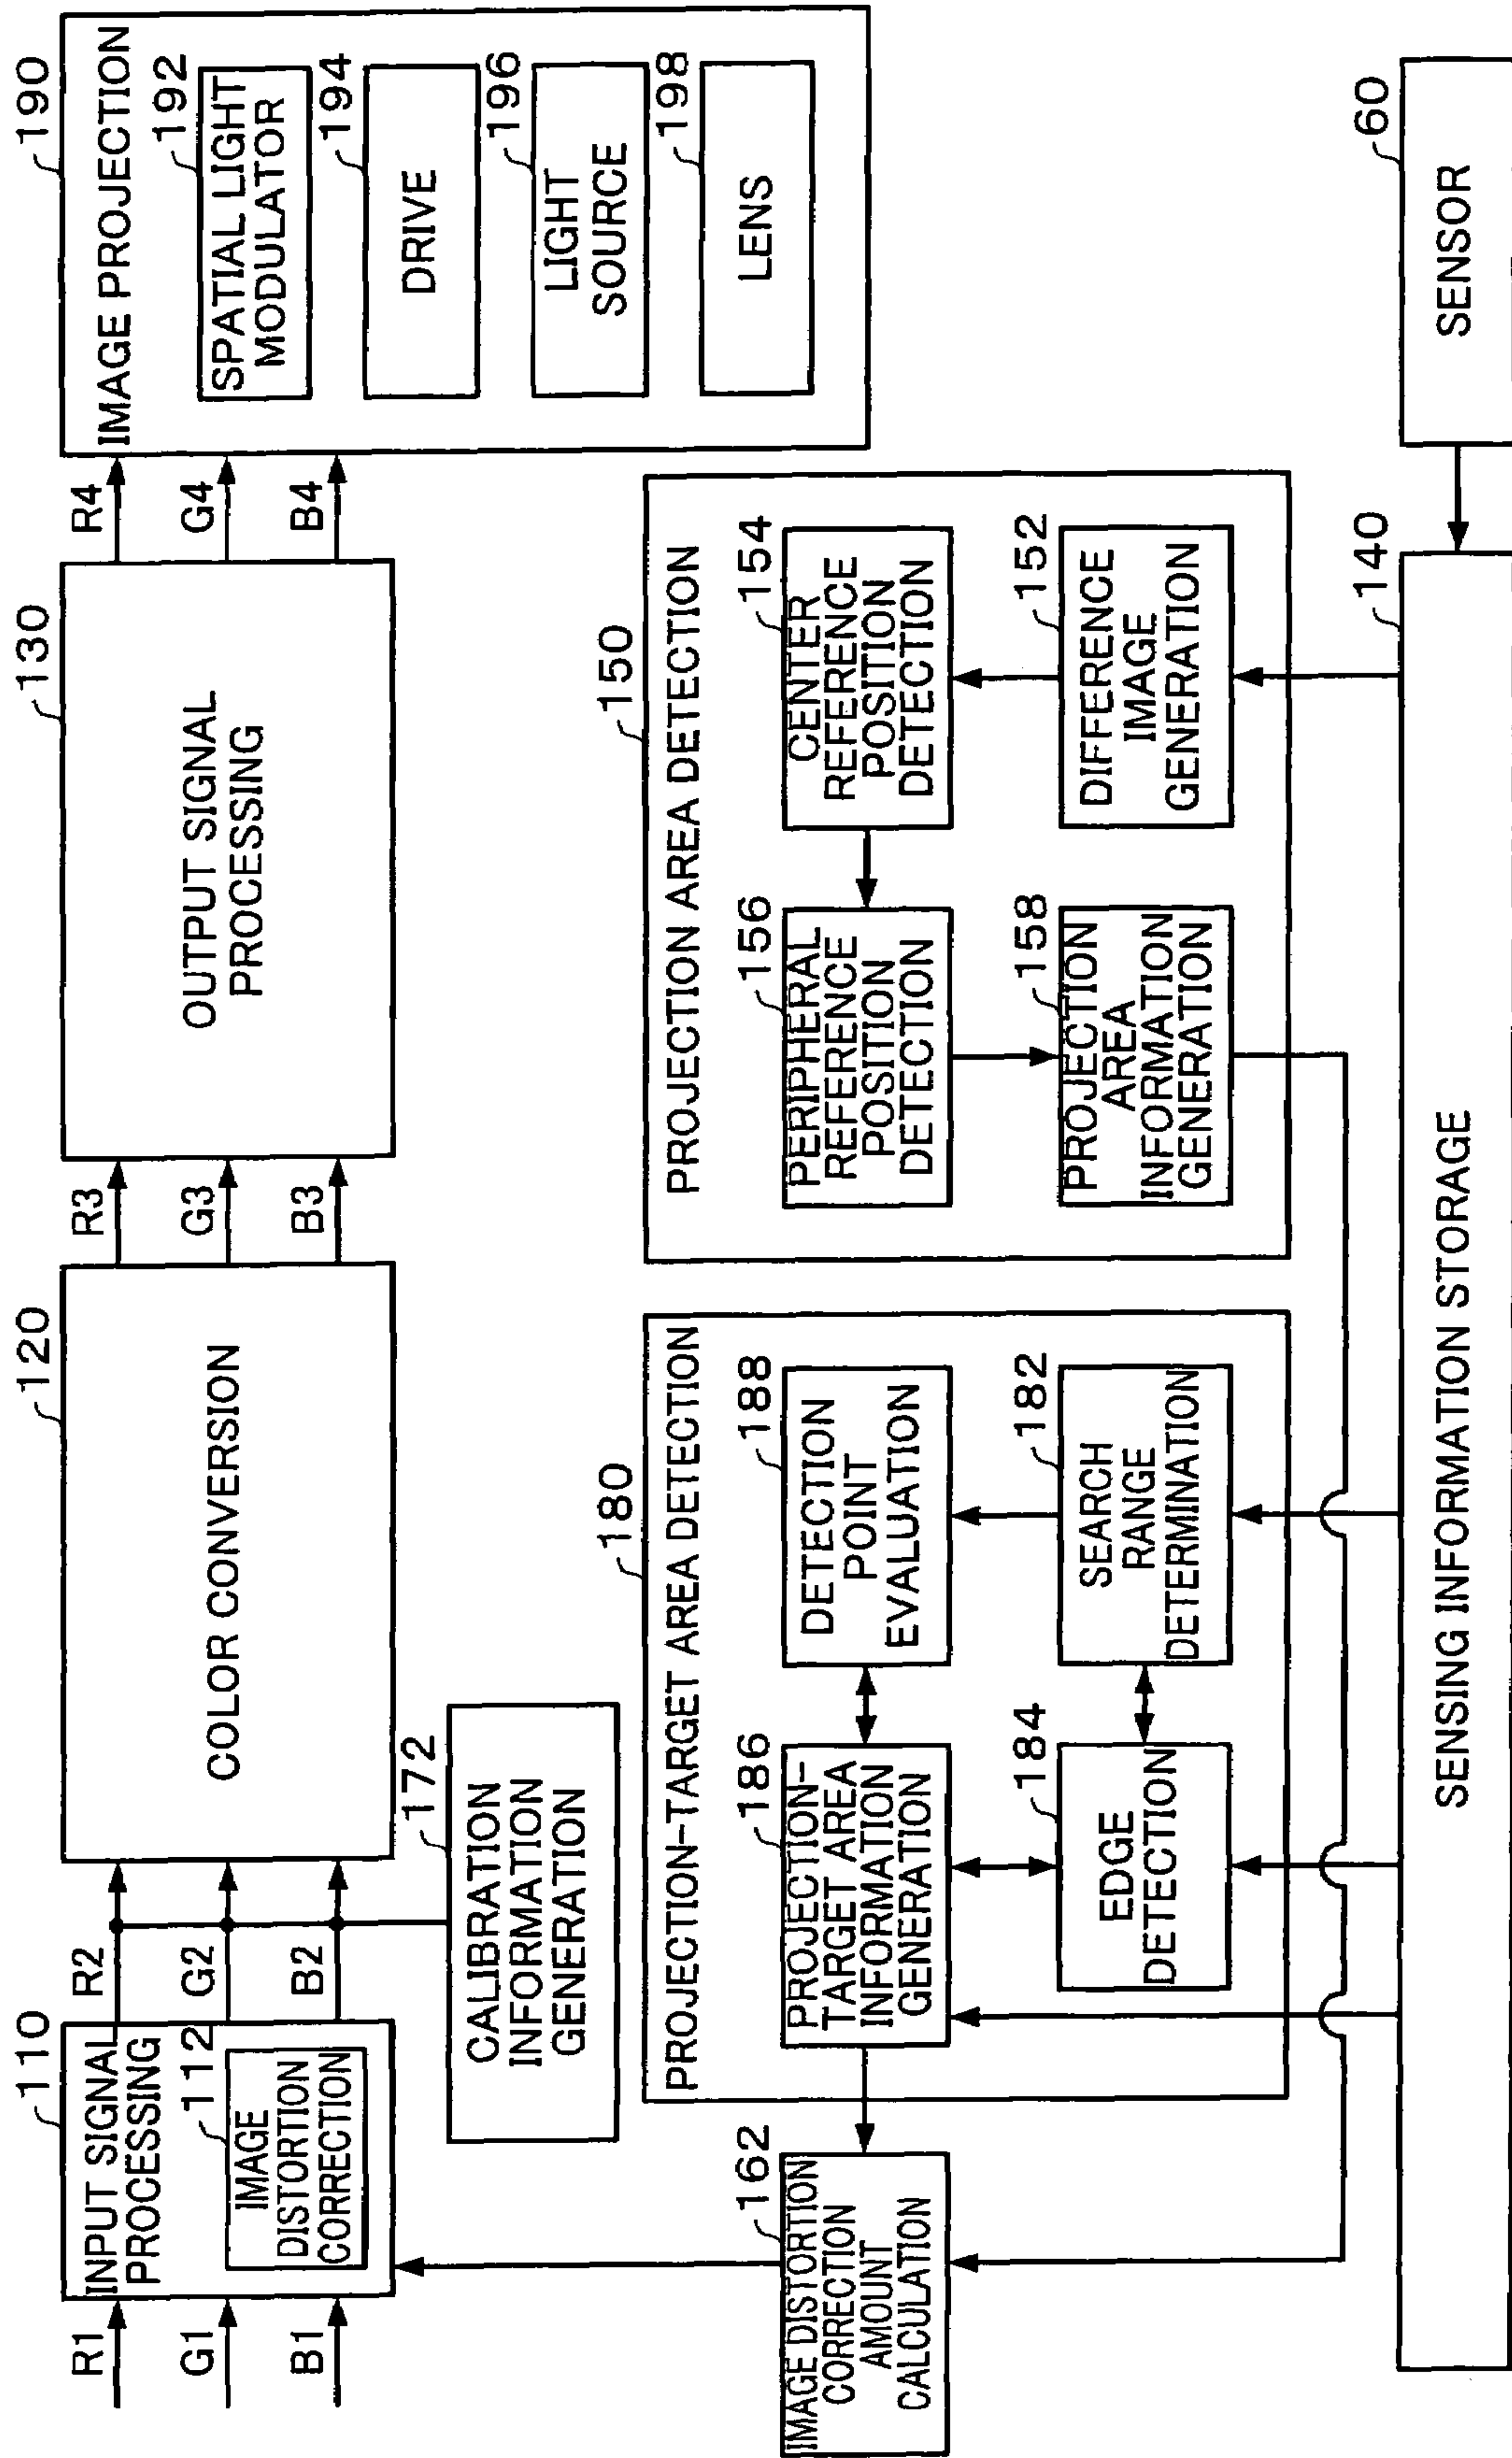 R1
G1
B1
110
INPUT SIGNAL
PROCESSING
112
IMAGE
DISTORTION
CORRECTION
R2
G2
B2
120
COLOR CONVERSION
R3
G3
B3
130
OUTPUT SIGNAL
PROCESSING
R4
G4
B4
190
IMAGE PROJECTION
192
SPATIAL LIGHT
MODULATOR
194
DRIVE
196
LIGHT
SOURCE
198
LENS
172
CALIBRATION
INFORMATION
GENERATION
162
IMAGE DISTORTION
CORRECTION
AMOUNT
CALCULATION
180
PROJECTION-TARGET AREA DETECTION
186
PROJECTION-
TARGET AREA
INFORMATION
GENERATION
188
DETECTION
POINT
EVALUATION
184
EDGE
DETECTION
182
SEARCH
RANGE
DETERMINATION
150
PROJECTION AREA DETECTION
156
PERIPHERAL
REFERENCE
POSITION
DETECTION
154
CENTER
REFERENCE
POSITION
DETECTION
158
PROJECTION
AREA
INFORMATION
GENERATION
152
DIFFERENCE
IMAGE
GENERATION
140
SENSING INFORMATION STORAGE
60
SENSOR